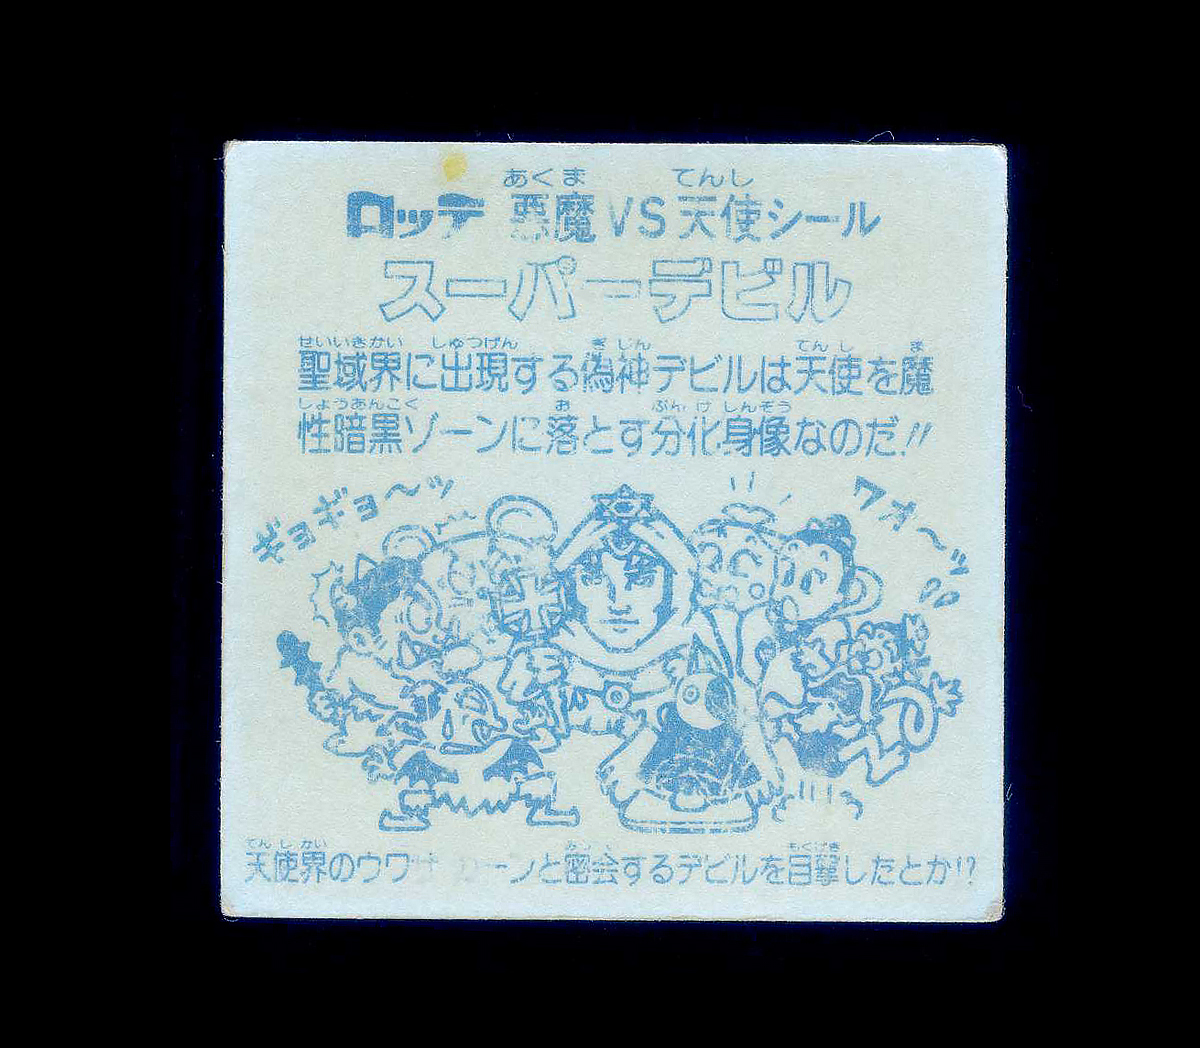 あくま てんし
ロッテ 悪魔VS天使シール
スーパーデビル
せいいきかい しゅつげん ぎ じん てん し ま
聖域界に出現する偽神デビルは天使を魔
しょうあんこく お ぶん け しんぞう
性暗黒ゾーンに落とす分化身像なのだ!!
ギョギョ〜ッ
ワオ〜ッ
てん し かい もくげき
天使界のウワサ ーンと密会するデビルを目撃したとか!?